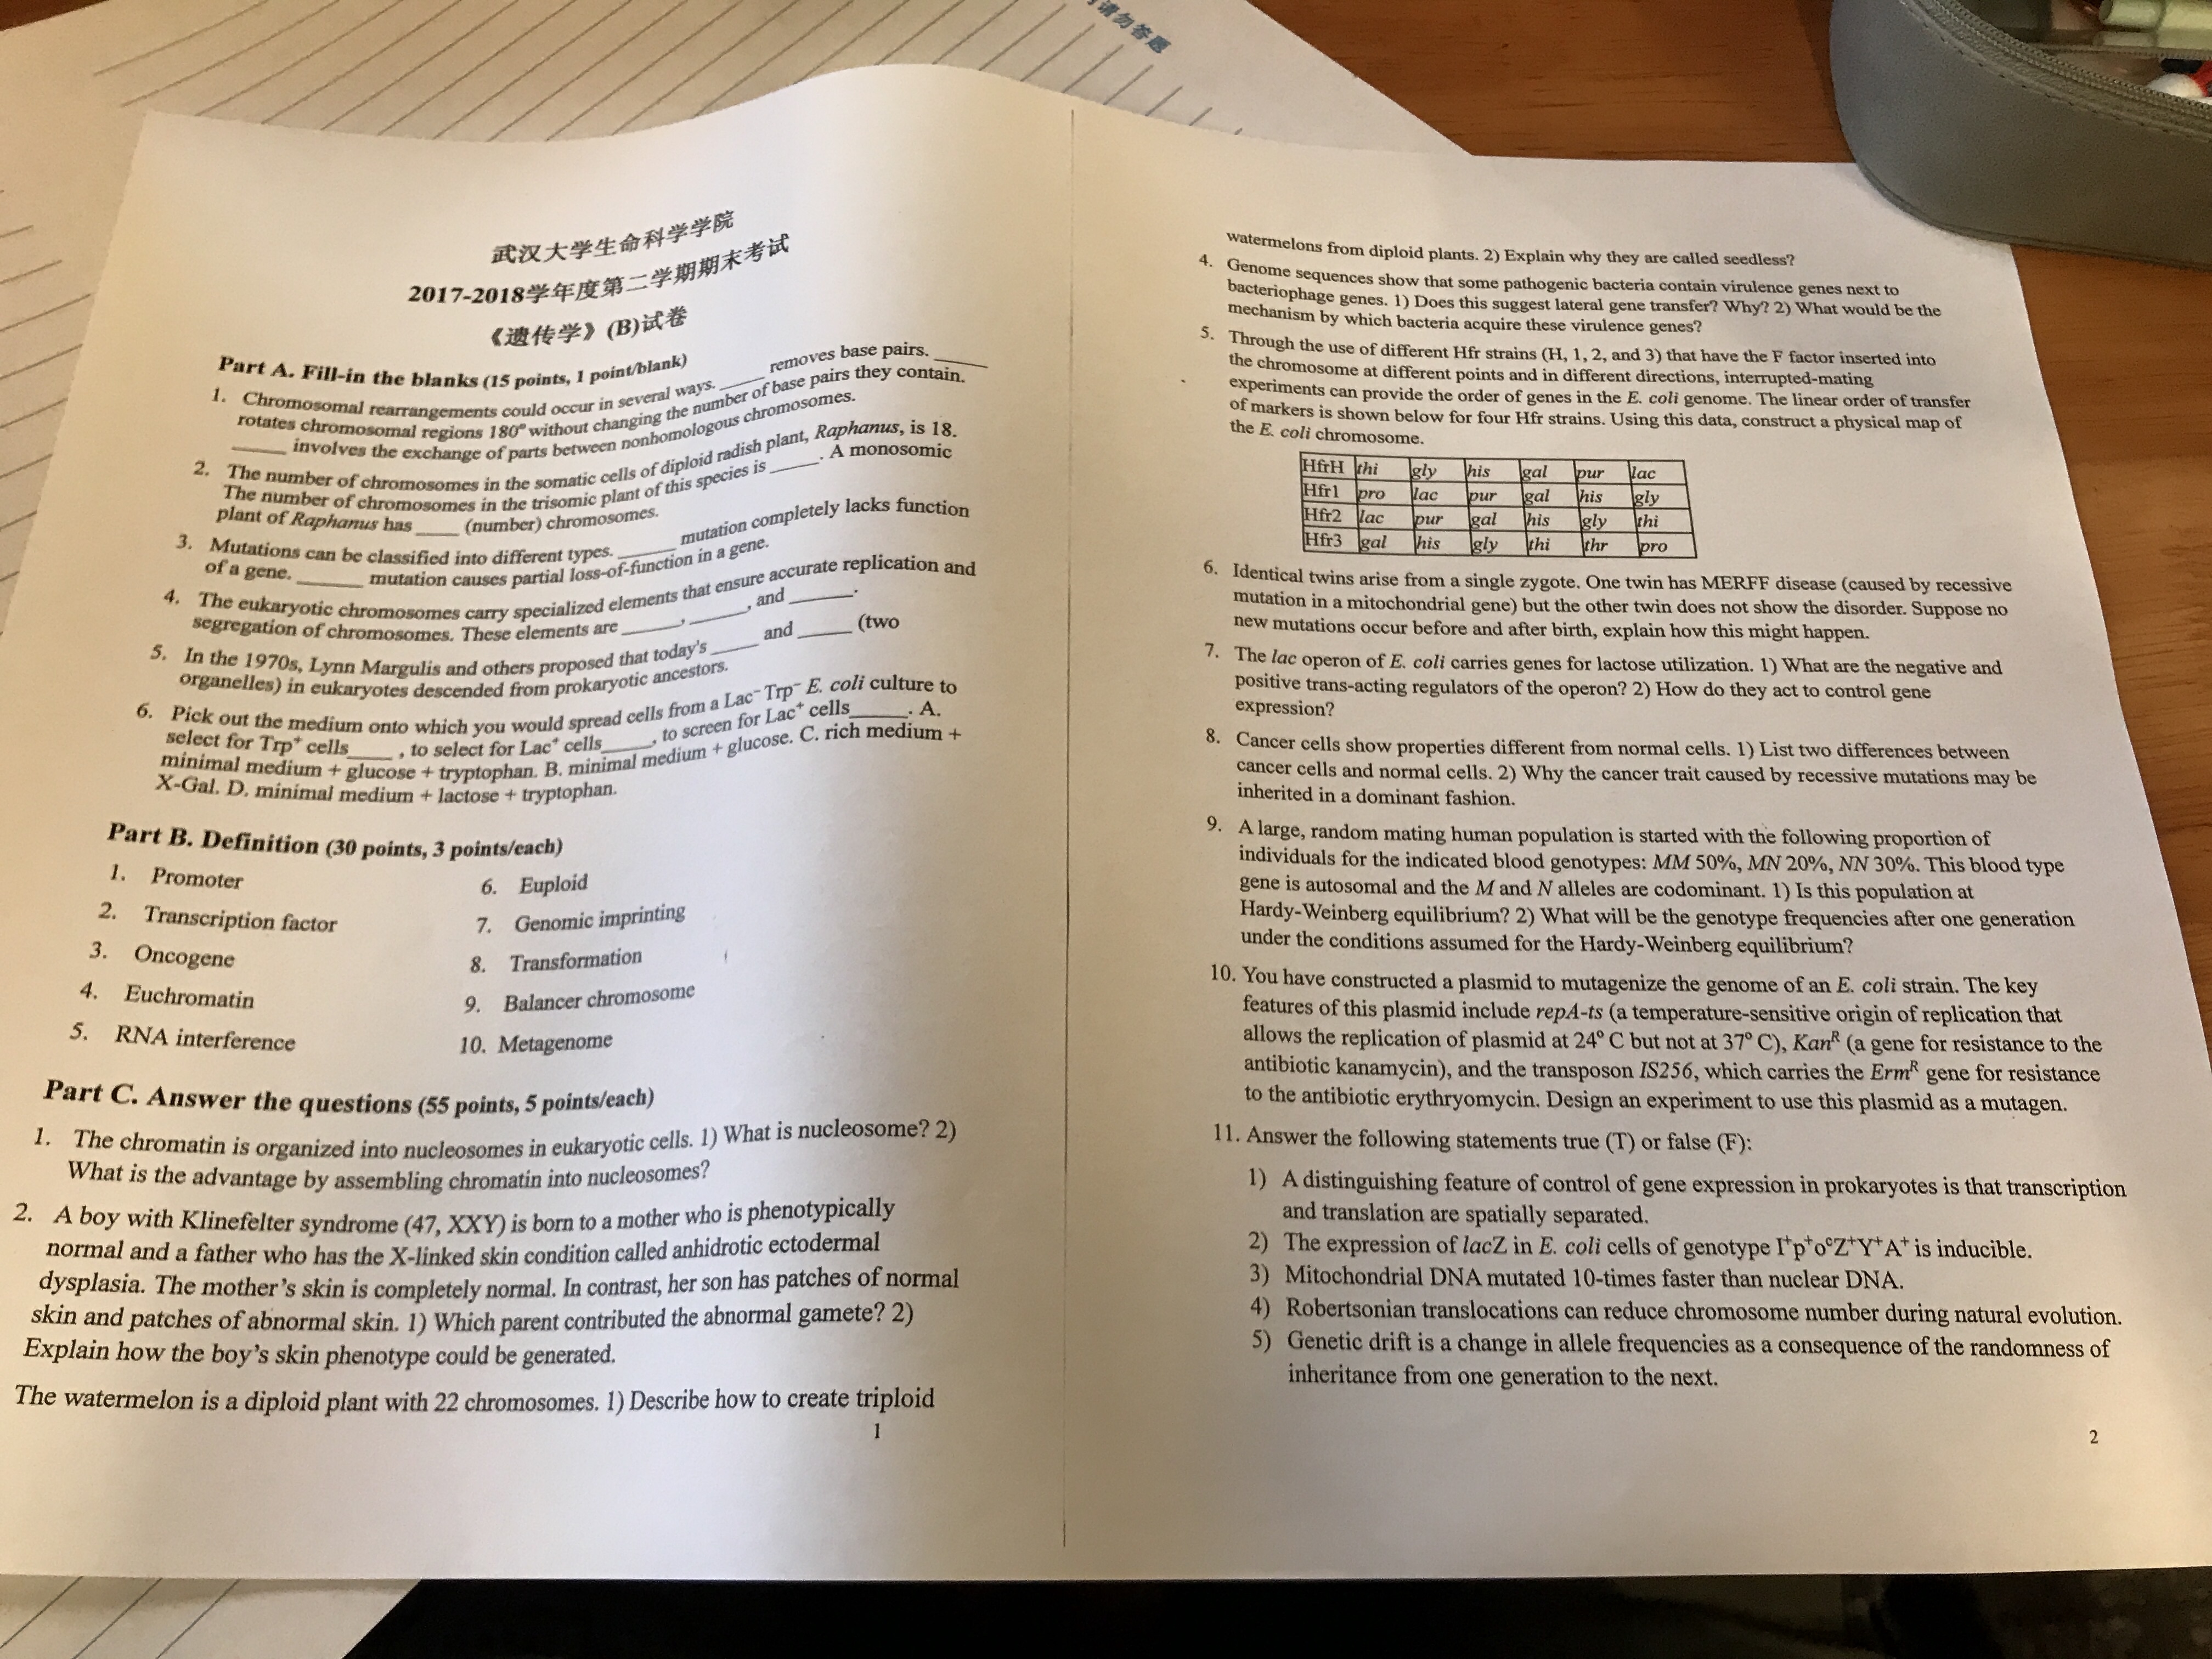 请勿答题
武汉大学生命科学学院
2017-2018学年度第二学期期末考试
《遗传学》(B)试卷
Part A. Fill-in the blanks (15 points, 1 point/blank)
1. Chromosomal rearrangements could occur in several ways. ____ removes base pairs. ____
rotates chromosomal regions 180° without changing the number of base pairs they contain.
____ involves the exchange of parts between nonhomologous chromosomes.
2. The number of chromosomes in the somatic cells of diploid radish plant, Raphanus, is 18.
The number of chromosomes in the trisomic plant of this species is ____. A monosomic
plant of Raphanus has ____ (number) chromosomes.
3. Mutations can be classified into different types. ____ mutation completely lacks function
of a gene. ____ mutation causes partial loss-of-function in a gene.
4. The eukaryotic chromosomes carry specialized elements that ensure accurate replication and
segregation of chromosomes. These elements are ____, ____, and ____.
5. In the 1970s, Lynn Margulis and others proposed that today's ____ and ____ (two
organelles) in eukaryotes descended from prokaryotic ancestors.
6. Pick out the medium onto which you would spread cells from a Lac⁻Trp⁻ E. coli culture to
select for Trp⁺ cells____, to select for Lac⁺ cells____, to screen for Lac⁺ cells____. A.
minimal medium + glucose + tryptophan. B. minimal medium + glucose. C. rich medium +
X-Gal. D. minimal medium + lactose + tryptophan.
Part B. Definition (30 points, 3 points/each)
1. Promoter
2. Transcription factor
3. Oncogene
4. Euchromatin
5. RNA interference
6. Euploid
7. Genomic imprinting
8. Transformation
9. Balancer chromosome
10. Metagenome
Part C. Answer the questions (55 points, 5 points/each)
1. The chromatin is organized into nucleosomes in eukaryotic cells. 1) What is nucleosome? 2)
What is the advantage by assembling chromatin into nucleosomes?
2. A boy with Klinefelter syndrome (47, XXY) is born to a mother who is phenotypically
normal and a father who has the X-linked skin condition called anhidrotic ectodermal
dysplasia. The mother's skin is completely normal. In contrast, her son has patches of normal
skin and patches of abnormal skin. 1) Which parent contributed the abnormal gamete? 2)
Explain how the boy's skin phenotype could be generated.
The watermelon is a diploid plant with 22 chromosomes. 1) Describe how to create triploid
1
watermelons from diploid plants. 2) Explain why they are called seedless?
4. Genome sequences show that some pathogenic bacteria contain virulence genes next to
bacteriophage genes. 1) Does this suggest lateral gene transfer? Why? 2) What would be the
mechanism by which bacteria acquire these virulence genes?
5. Through the use of different Hfr strains (H, 1, 2, and 3) that have the F factor inserted into
the chromosome at different points and in different directions, interrupted-mating
experiments can provide the order of genes in the E. coli genome. The linear order of transfer
of markers is shown below for four Hfr strains. Using this data, construct a physical map of
the E. coli chromosome.
HfrH thi gly his gal pur lac
Hfr1 pro lac pur gal his gly
Hfr2 lac pur gal his gly thi
Hfr3 gal his gly thi thr pro
6. Identical twins arise from a single zygote. One twin has MERFF disease (caused by recessive
mutation in a mitochondrial gene) but the other twin does not show the disorder. Suppose no
new mutations occur before and after birth, explain how this might happen.
7. The lac operon of E. coli carries genes for lactose utilization. 1) What are the negative and
positive trans-acting regulators of the operon? 2) How do they act to control gene
expression?
8. Cancer cells show properties different from normal cells. 1) List two differences between
cancer cells and normal cells. 2) Why the cancer trait caused by recessive mutations may be
inherited in a dominant fashion.
9. A large, random mating human population is started with the following proportion of
individuals for the indicated blood genotypes: MM 50%, MN 20%, NN 30%. This blood type
gene is autosomal and the M and N alleles are codominant. 1) Is this population at
Hardy-Weinberg equilibrium? 2) What will be the genotype frequencies after one generation
under the conditions assumed for the Hardy-Weinberg equilibrium?
10. You have constructed a plasmid to mutagenize the genome of an E. coli strain. The key
features of this plasmid include repA-ts (a temperature-sensitive origin of replication that
allows the replication of plasmid at 24° C but not at 37° C), Kanᴿ (a gene for resistance to the
antibiotic kanamycin), and the transposon IS256, which carries the Ermᴿ gene for resistance
to the antibiotic erythryomycin. Design an experiment to use this plasmid as a mutagen.
11. Answer the following statements true (T) or false (F):
1) A distinguishing feature of control of gene expression in prokaryotes is that transcription
and translation are spatially separated.
2) The expression of lacZ in E. coli cells of genotype I⁺p⁺oᶜZ⁺Y⁺A⁺ is inducible.
3) Mitochondrial DNA mutated 10-times faster than nuclear DNA.
4) Robertsonian translocations can reduce chromosome number during natural evolution.
5) Genetic drift is a change in allele frequencies as a consequence of the randomness of
inheritance from one generation to the next.
2